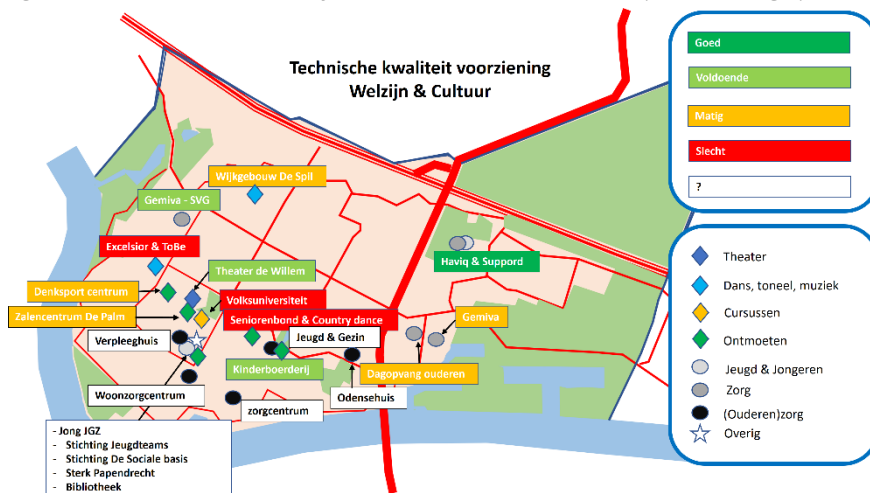 Technische kwaliteit voorziening
Welzijn & Cultuur
Goed
Voldoende
Matig
Slecht
?
Wijkgebouw De Spil
Gemiva - SVG
Excelsior & ToBe
Haviq & Suppord
Theater de Willem
Denksport centrum
Volksuniversiteit
Zalencentrum De Palm
Seniorenbond & Country dance
Gemiva
Verpleeghuis
Jeugd & Gezin
Kinderboerderij
Dagopvang ouderen
Woonzorgcentrum
Odensehuis
zorgcentrum
- Jong JGZ
- Stichting Jeugdteams
- Stichting De Sociale basis
- Sterk Papendrecht
- Bibliotheek
Theater
Dans, toneel, muziek
Cursussen
Ontmoeten
Jeugd & Jongeren
Zorg
(Ouderen)zorg
Overig